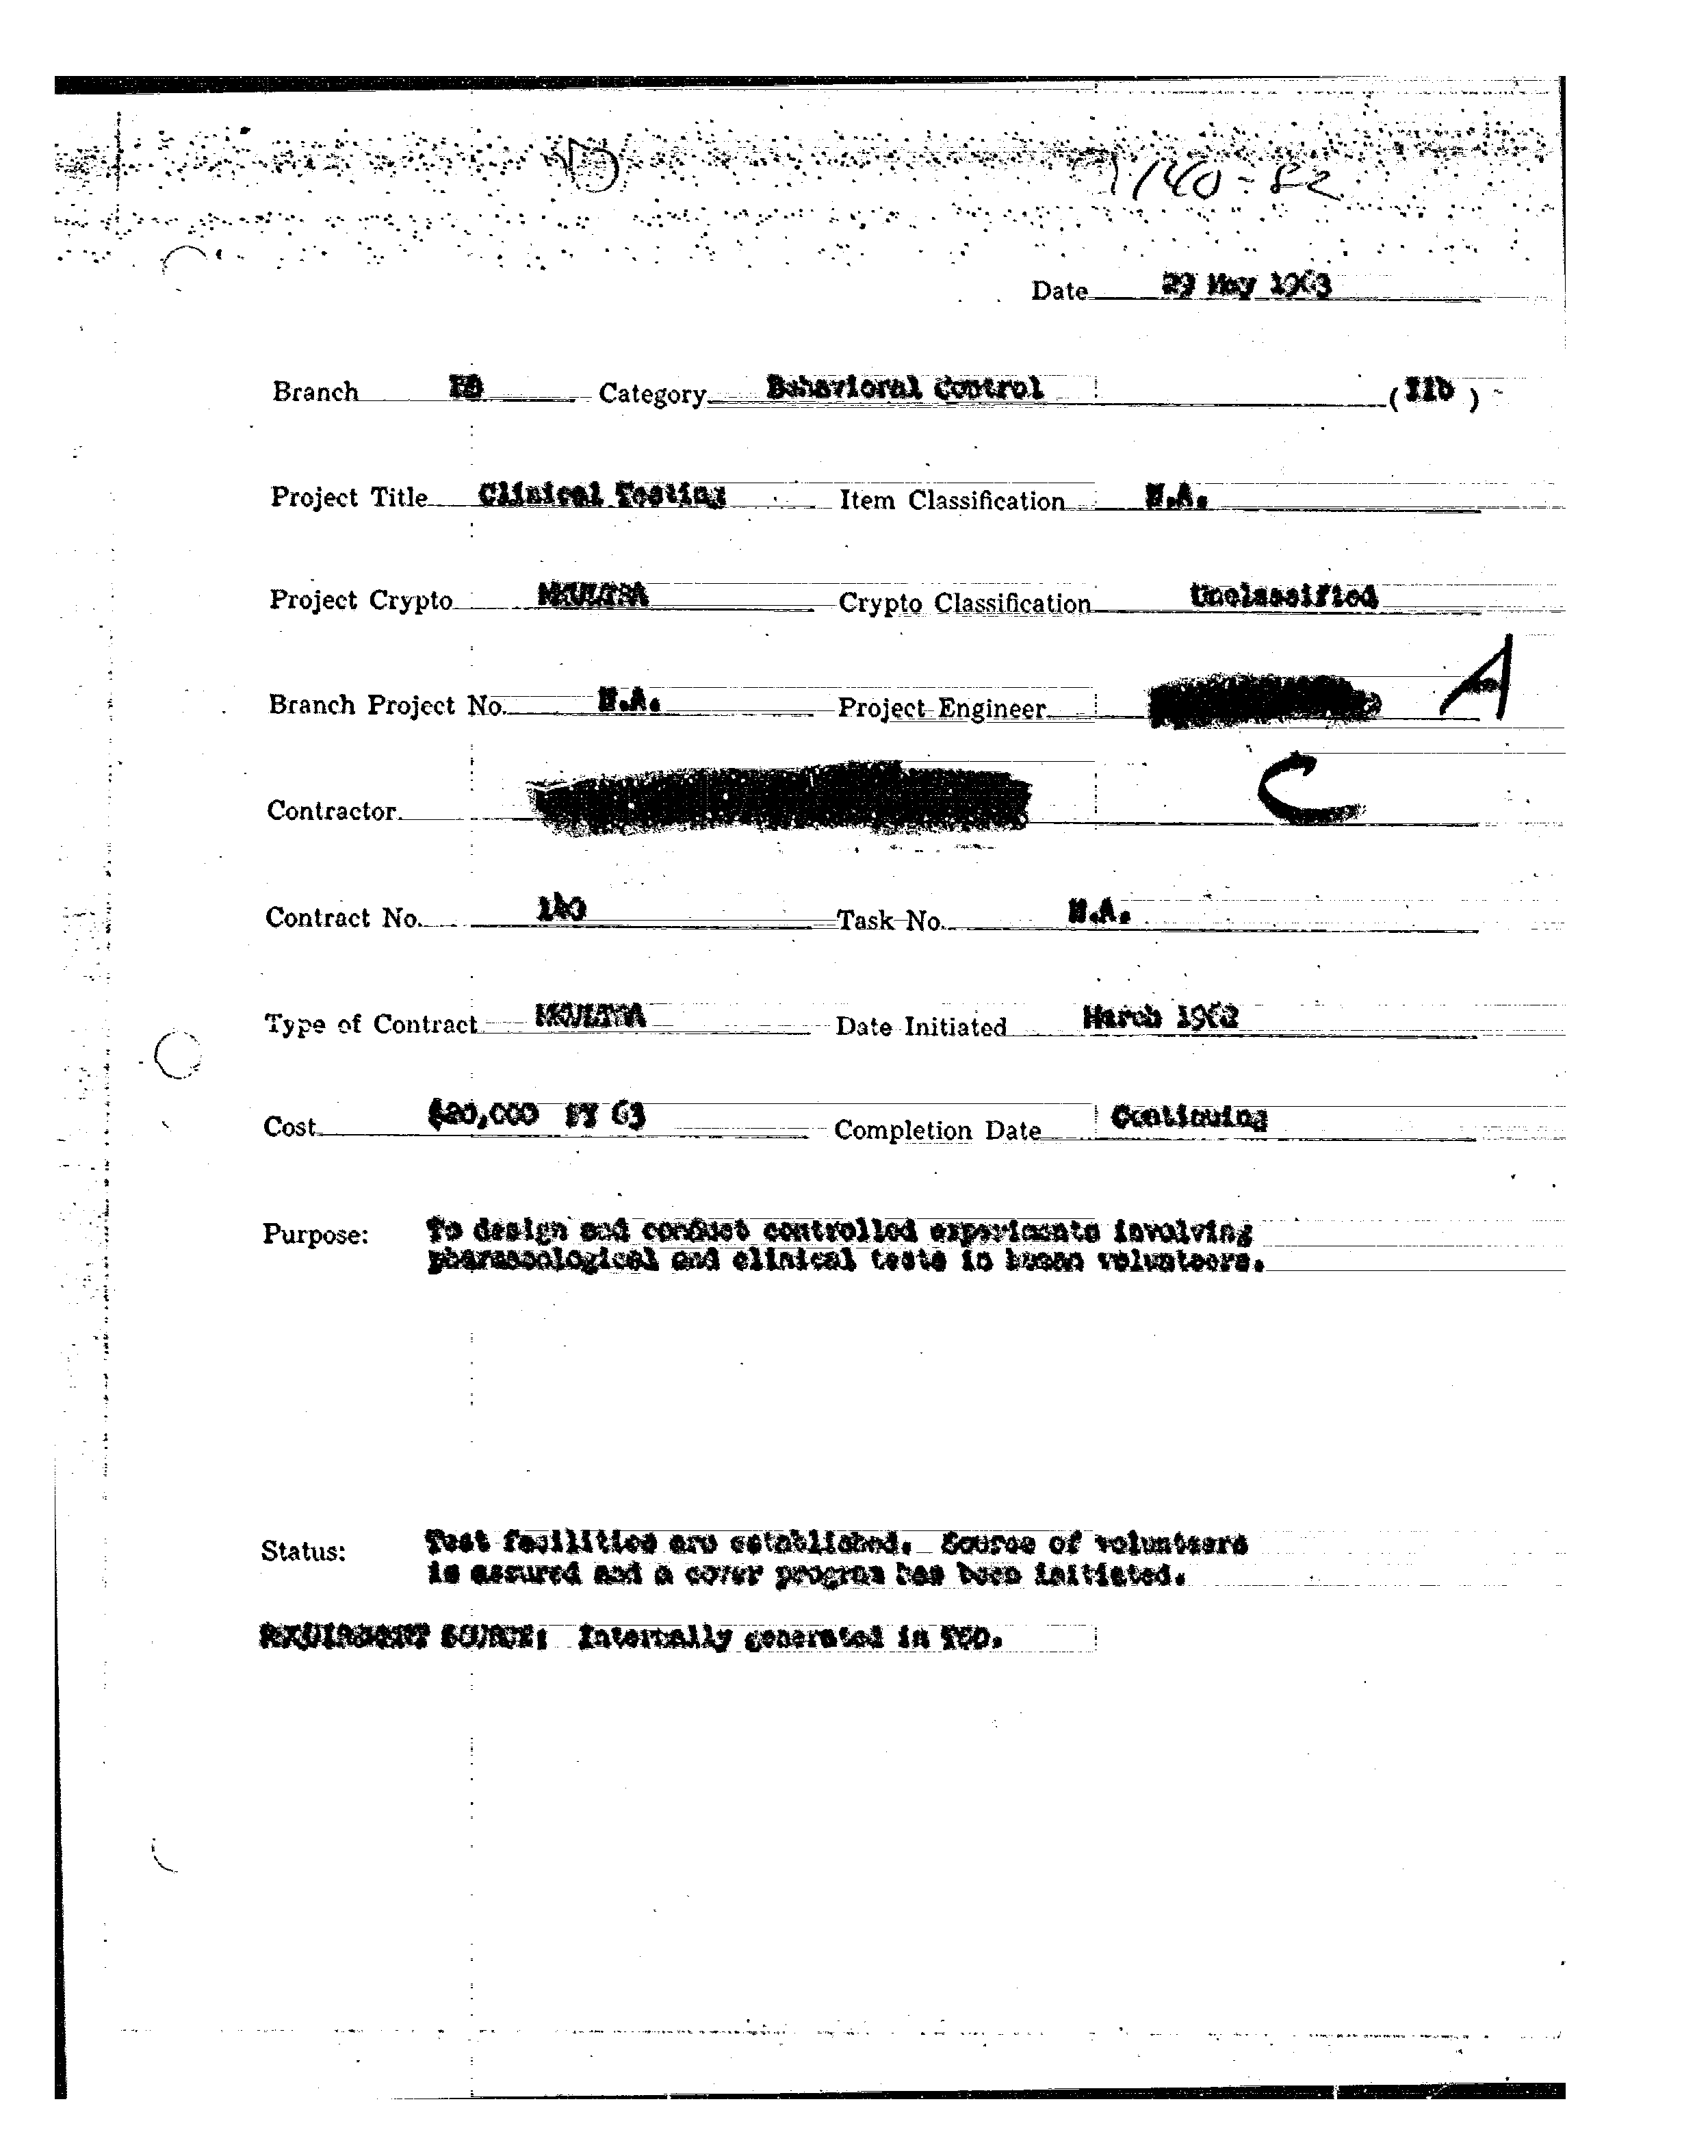 140-82
Date 29 May 1963
Branch Category Behavioral Control (IIb)
Project Title Clinical Testing Item Classification N.A.
Project Crypto MKULTRA Crypto Classification Unclassified
Branch Project No. N.A. Project Engineer A
Contractor C
Contract No. 140 Task No. N.A.
Type of Contract MKULTRA Date Initiated March 1962
Cost $20,000 FY 63 Completion Date Continuing
Purpose: To design and conduct controlled experiments involving
pharmacological and clinical tests in human volunteers.
Status: Test facilities are established. Source of volunteers
is assured and a cover program has been initiated.
REQUIREMENT SOURCE: Internally generated in TSD.